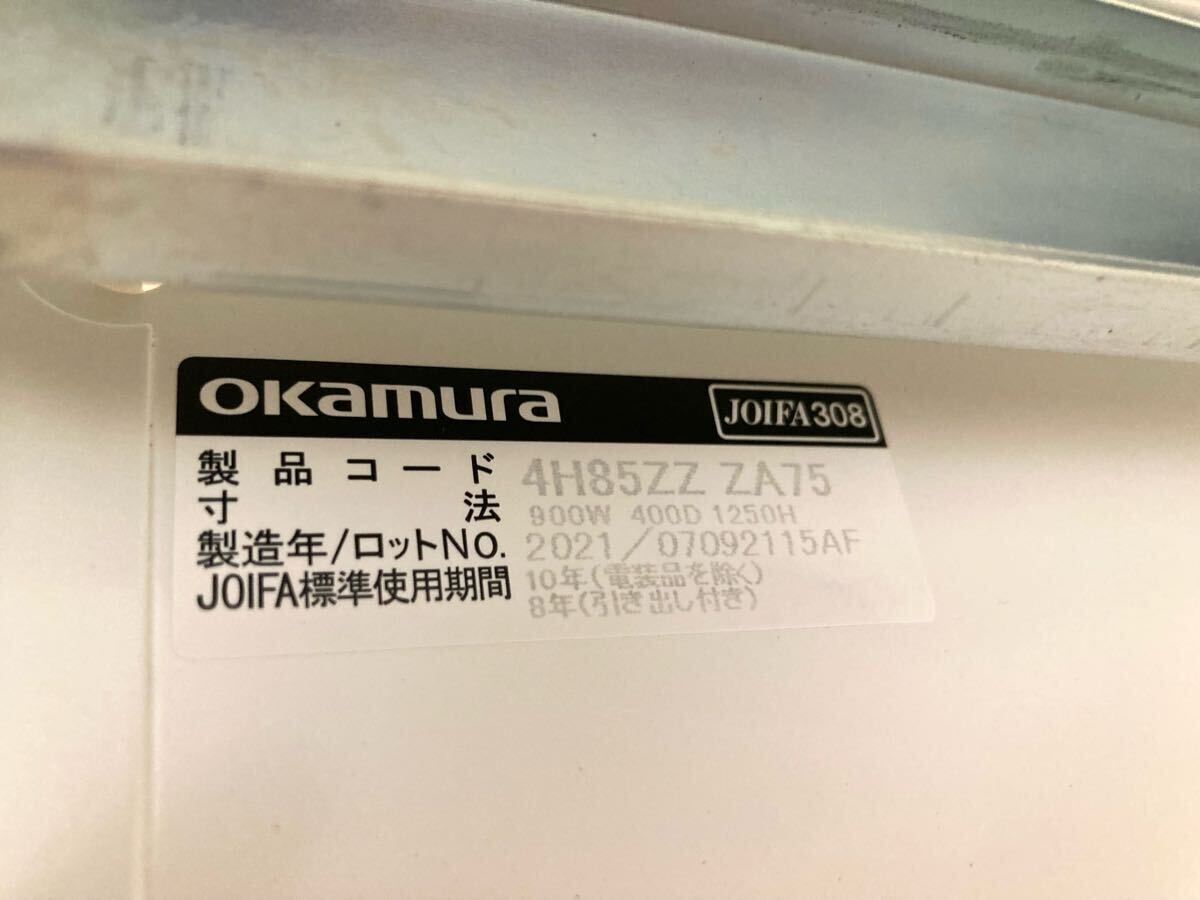 okamura JOIFA308
製品コード 4H85ZZ ZA75
寸法 900W 400D 1250H
製造年/ロットNo. 2021/07092115AF
JOIFA標準使用期間 10年(電装品を除く)
8年(引き出し付き)